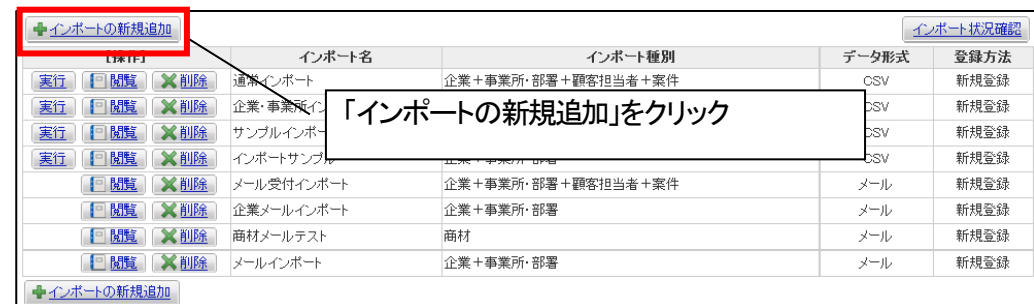 インポートの新規追加
インポート状況確認
[操作] インポート名 インポート種別 データ形式 登録方法
実行 閲覧 削除 通常インポート 企業+事業所・部署+顧客担当者+案件 CSV 新規登録
実行 閲覧 削除 企業・事業所イン CSV 新規登録
「インポートの新規追加」をクリック
実行 閲覧 削除 サンプルインポー CSV 新規登録
実行 閲覧 削除 インポートサンプル 企業+事業所・部署 CSV 新規登録
閲覧 削除 メール受付インポート 企業+事業所・部署+顧客担当者+案件 メール 新規登録
閲覧 削除 企業メールインポート 企業+事業所・部署 メール 新規登録
閲覧 削除 商材メールテスト 商材 メール 新規登録
閲覧 削除 メールインポート 企業+事業所・部署 メール 新規登録
インポートの新規追加